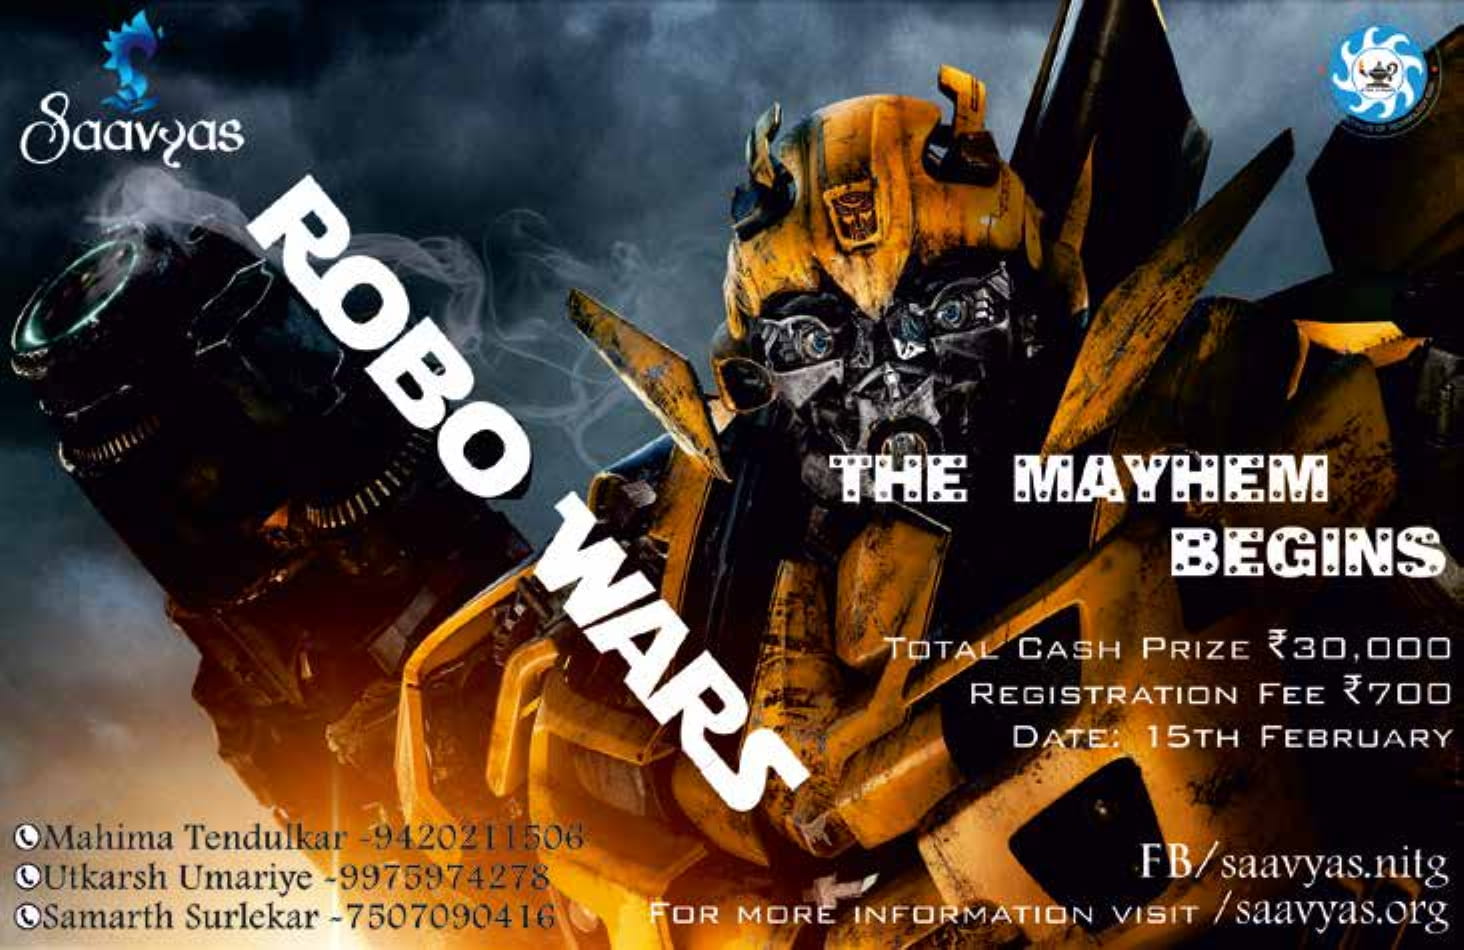 Saavyas
ROBO WARS
THE MAYHEM
BEGINS
TOTAL CASH PRIZE ₹30,000
REGISTRATION FEE ₹700
DATE: 15TH FEBRUARY
Mahima Tendulkar -9420211506
Utkarsh Umariye -9975974278
Samarth Surlekar -7507090416
FB/saavyas.nitg
FOR MORE INFORMATION VISIT /saavyas.org